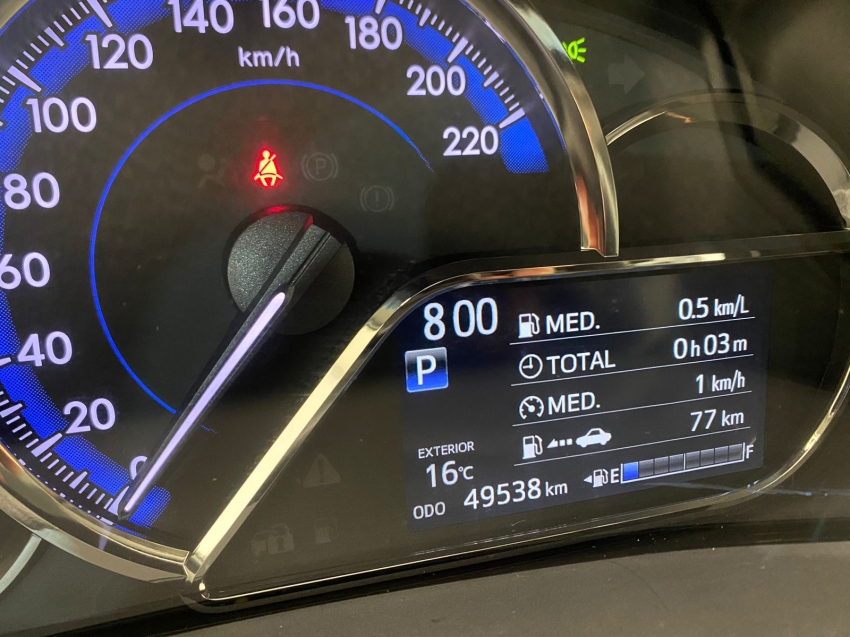 140 160
120 180
km/h
100 200
80 220
P
60
8 00 MED. 0.5 km/L
P TOTAL 0h 03m
40 MED. 1 km/h
20 77 km
0
EXTERIOR
16°C E F
ODO 49538 km